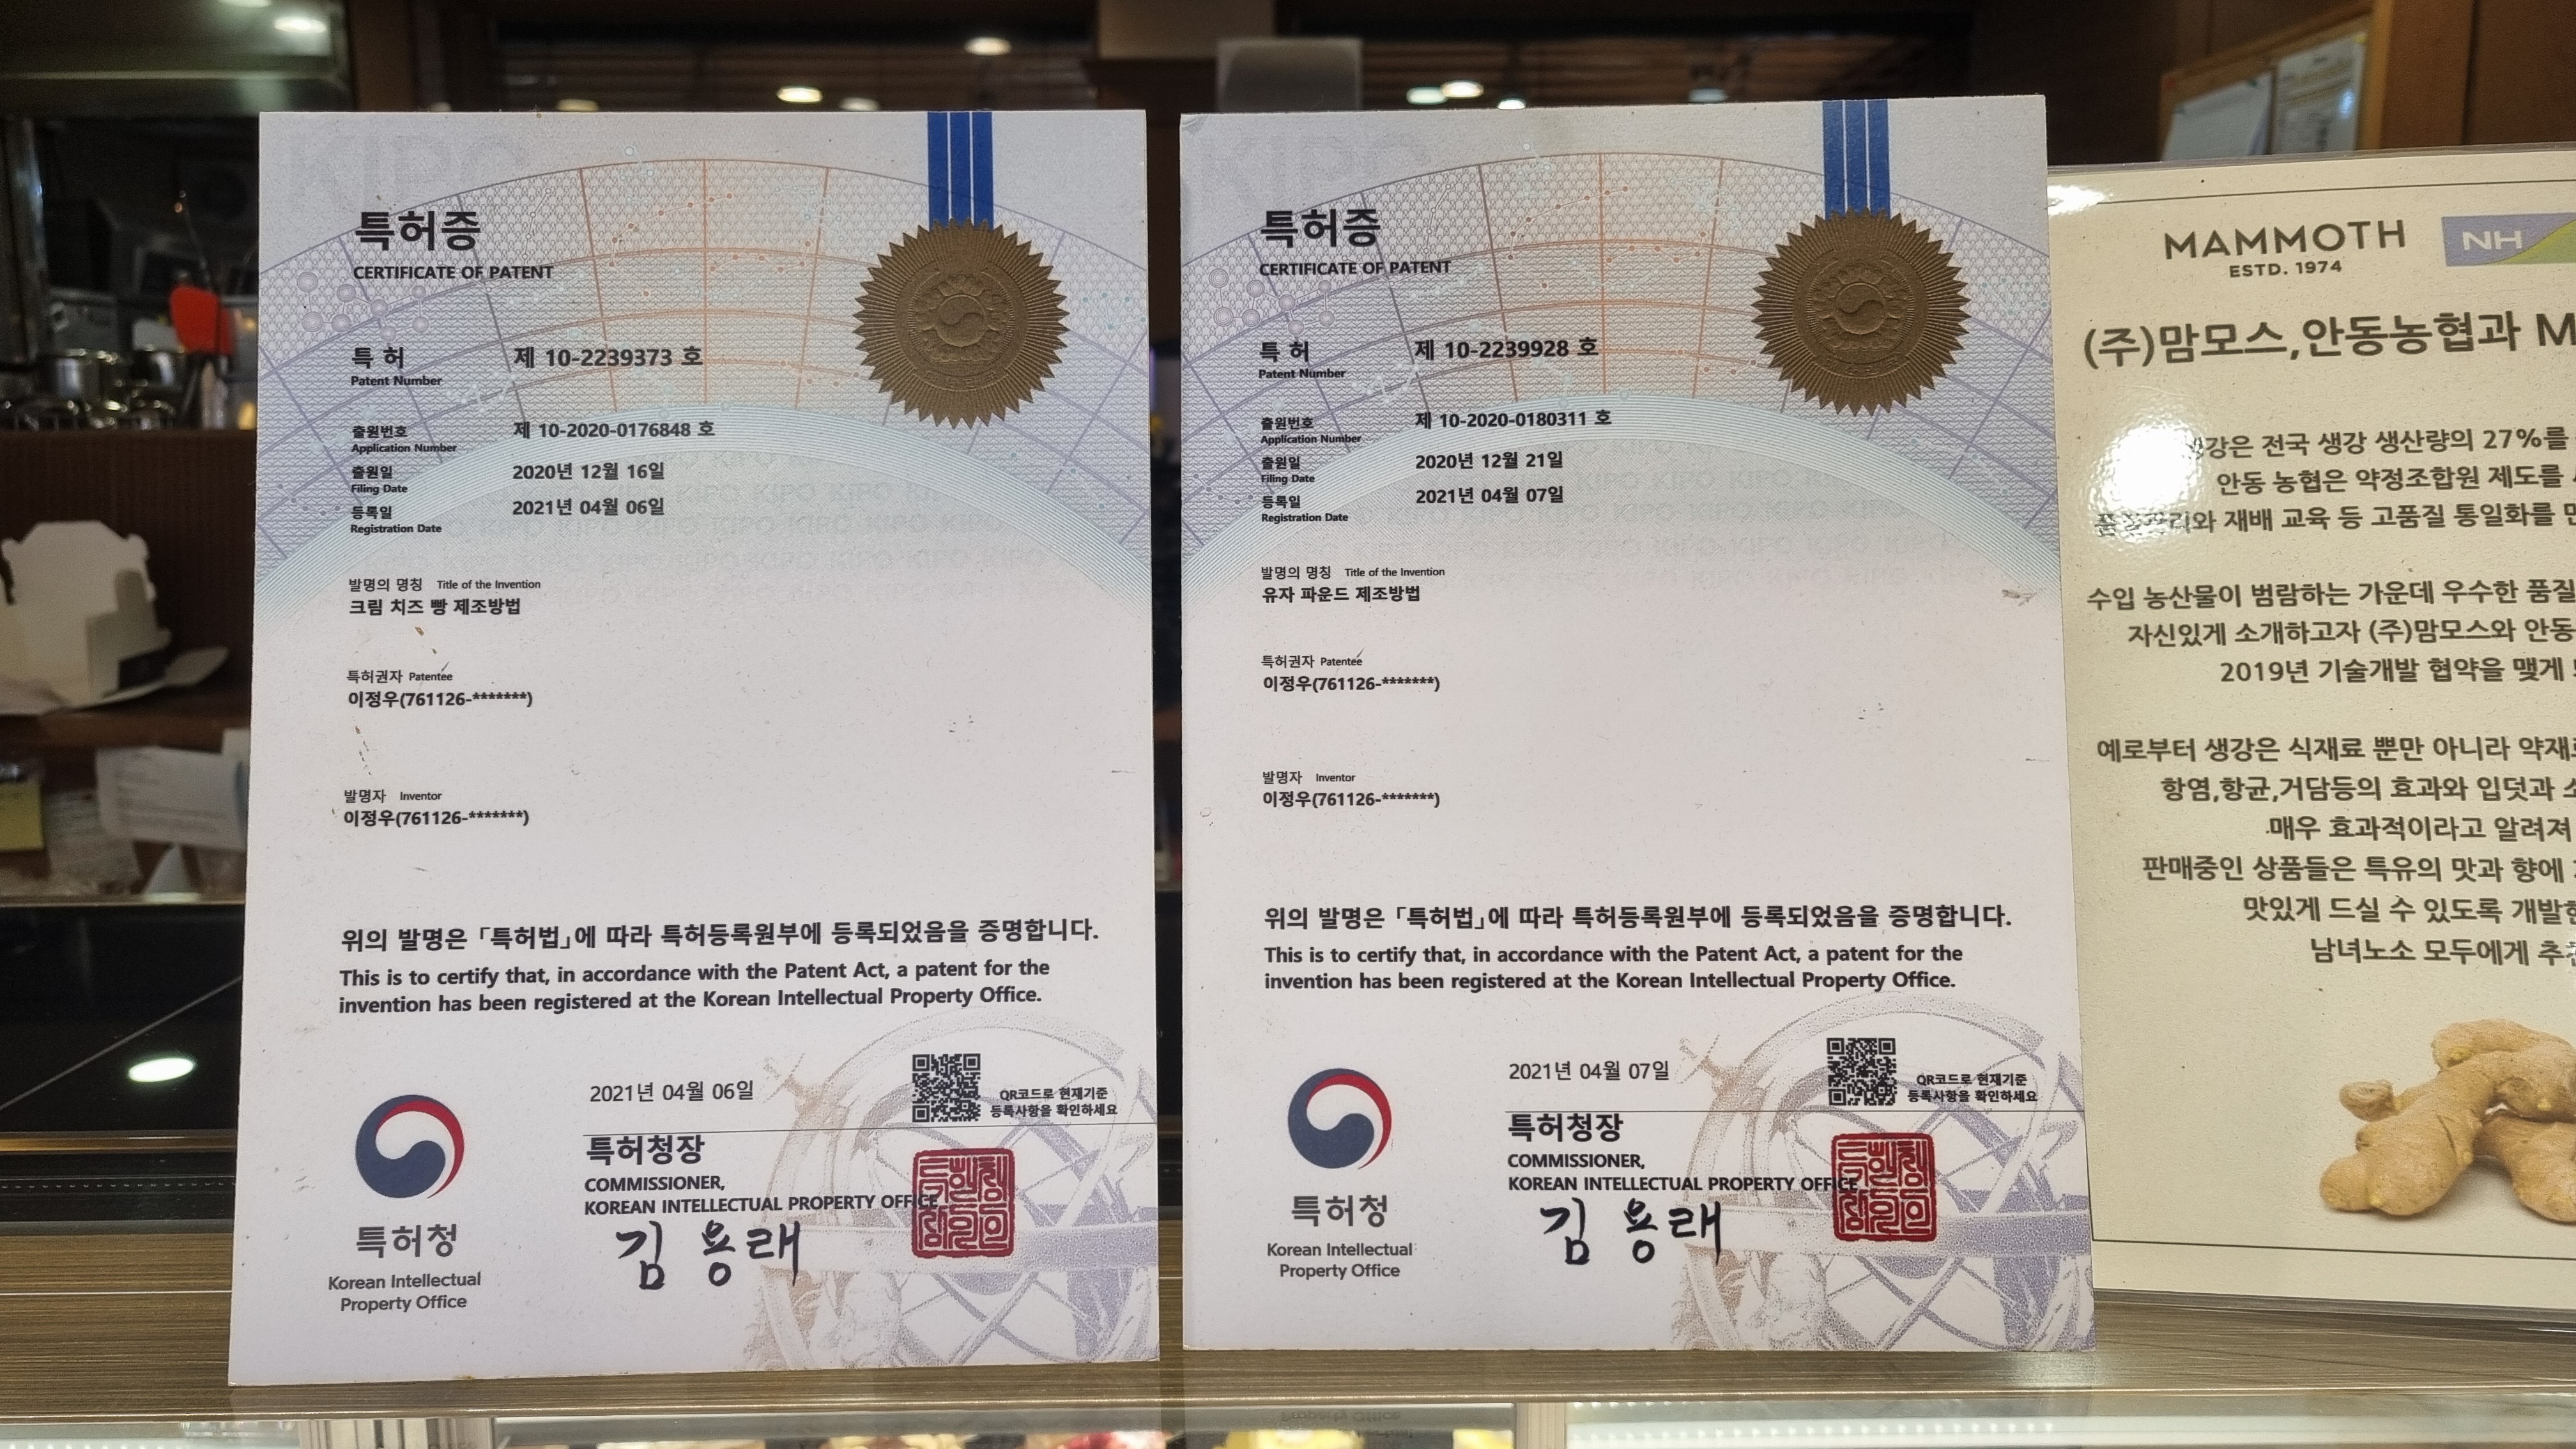 특허증
CERTIFICATE OF PATENT
특 허 제 10-2239373 호
Patent Number
출원번호 제 10-2020-0176848 호
Application Number
출원일 2020년 12월 16일
Filing Date
등록일 2021년 04월 06일
Registration Date
발명의 명칭 Title of the Invention
크림 치즈 빵 제조방법
특허권자 Patentee
이정우(761126-*******)
발명자 Inventor
이정우(761126-*******)
위의 발명은 「특허법」에 따라 특허등록원부에 등록되었음을 증명합니다.
This is to certify that, in accordance with the Patent Act, a patent for the
invention has been registered at the Korean Intellectual Property Office.
2021년 04월 06일
QR코드로 현재기준
등록사항을 확인하세요
특허청장
COMMISSIONER,
KOREAN INTELLECTUAL PROPERTY OFFICE
김용래
특허청
Korean Intellectual
Property Office
특허증
CERTIFICATE OF PATENT
특 허 제 10-2239928 호
Patent Number
출원번호 제 10-2020-0180311 호
Application Number
출원일 2020년 12월 21일
Filing Date
등록일 2021년 04월 07일
Registration Date
발명의 명칭 Title of the Invention
유자 파운드 제조방법
특허권자 Patentee
이정우(761126-*******)
발명자 Inventor
이정우(761126-*******)
위의 발명은 「특허법」에 따라 특허등록원부에 등록되었음을 증명합니다.
This is to certify that, in accordance with the Patent Act, a patent for the
invention has been registered at the Korean Intellectual Property Office.
2021년 04월 07일
QR코드로 현재기준
등록사항을 확인하세요
특허청장
COMMISSIONER,
KOREAN INTELLECTUAL PROPERTY OFFICE
김용래
특허청
Korean Intellectual
Property Office
MAMMOTH
ESTD. 1974
NH
(주)맘모스,안동농협과 M
전국 생강 생산량의 27%를
안동 농협은 약정조합원 제도를
재배 교육 등 고품질 통일화를
수입 농산물이 범람하는 가운데 우수한 품질
자신있게 소개하고자 (주)맘모스와 안동
2019년 기술개발 협약을 맺게
예로부터 생강은 식재료 뿐만 아니라 약재
항염,항균,거담등의 효과와 입덧과
매우 효과적이라고 알려져
판매중인 상품들은 특유의 맛과 향에
맛있게 드실 수 있도록 개발
남녀노소 모두에게